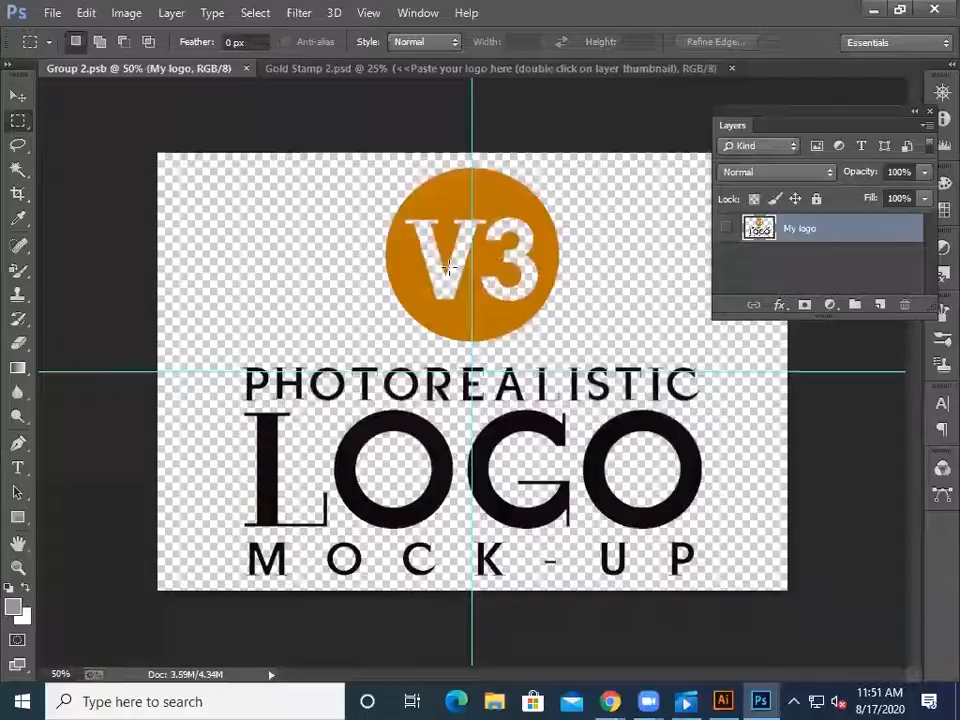 Ps File Edit Image Layer Type Select Filter 3D View Window Help
Feather: 0 px Anti-alias Style: Normal Width: Height: Refine Edge... Essentials
Group 2.psb @ 50% (My logo, RGB/8) × Gold Stamp 2.psd @ 25% (<<Paste your logo here (double click on layer thumbnail), RGB/8) ×
Layers
Kind
Normal Opacity: 100%
Lock: Fill: 100%
My logo
V3
PHOTOREALISTIC
LOGO
MOCK-UP
50% Doc: 3.59M/4.34M
Type here to search
Ai Ps
11:51 AM
8/17/2020